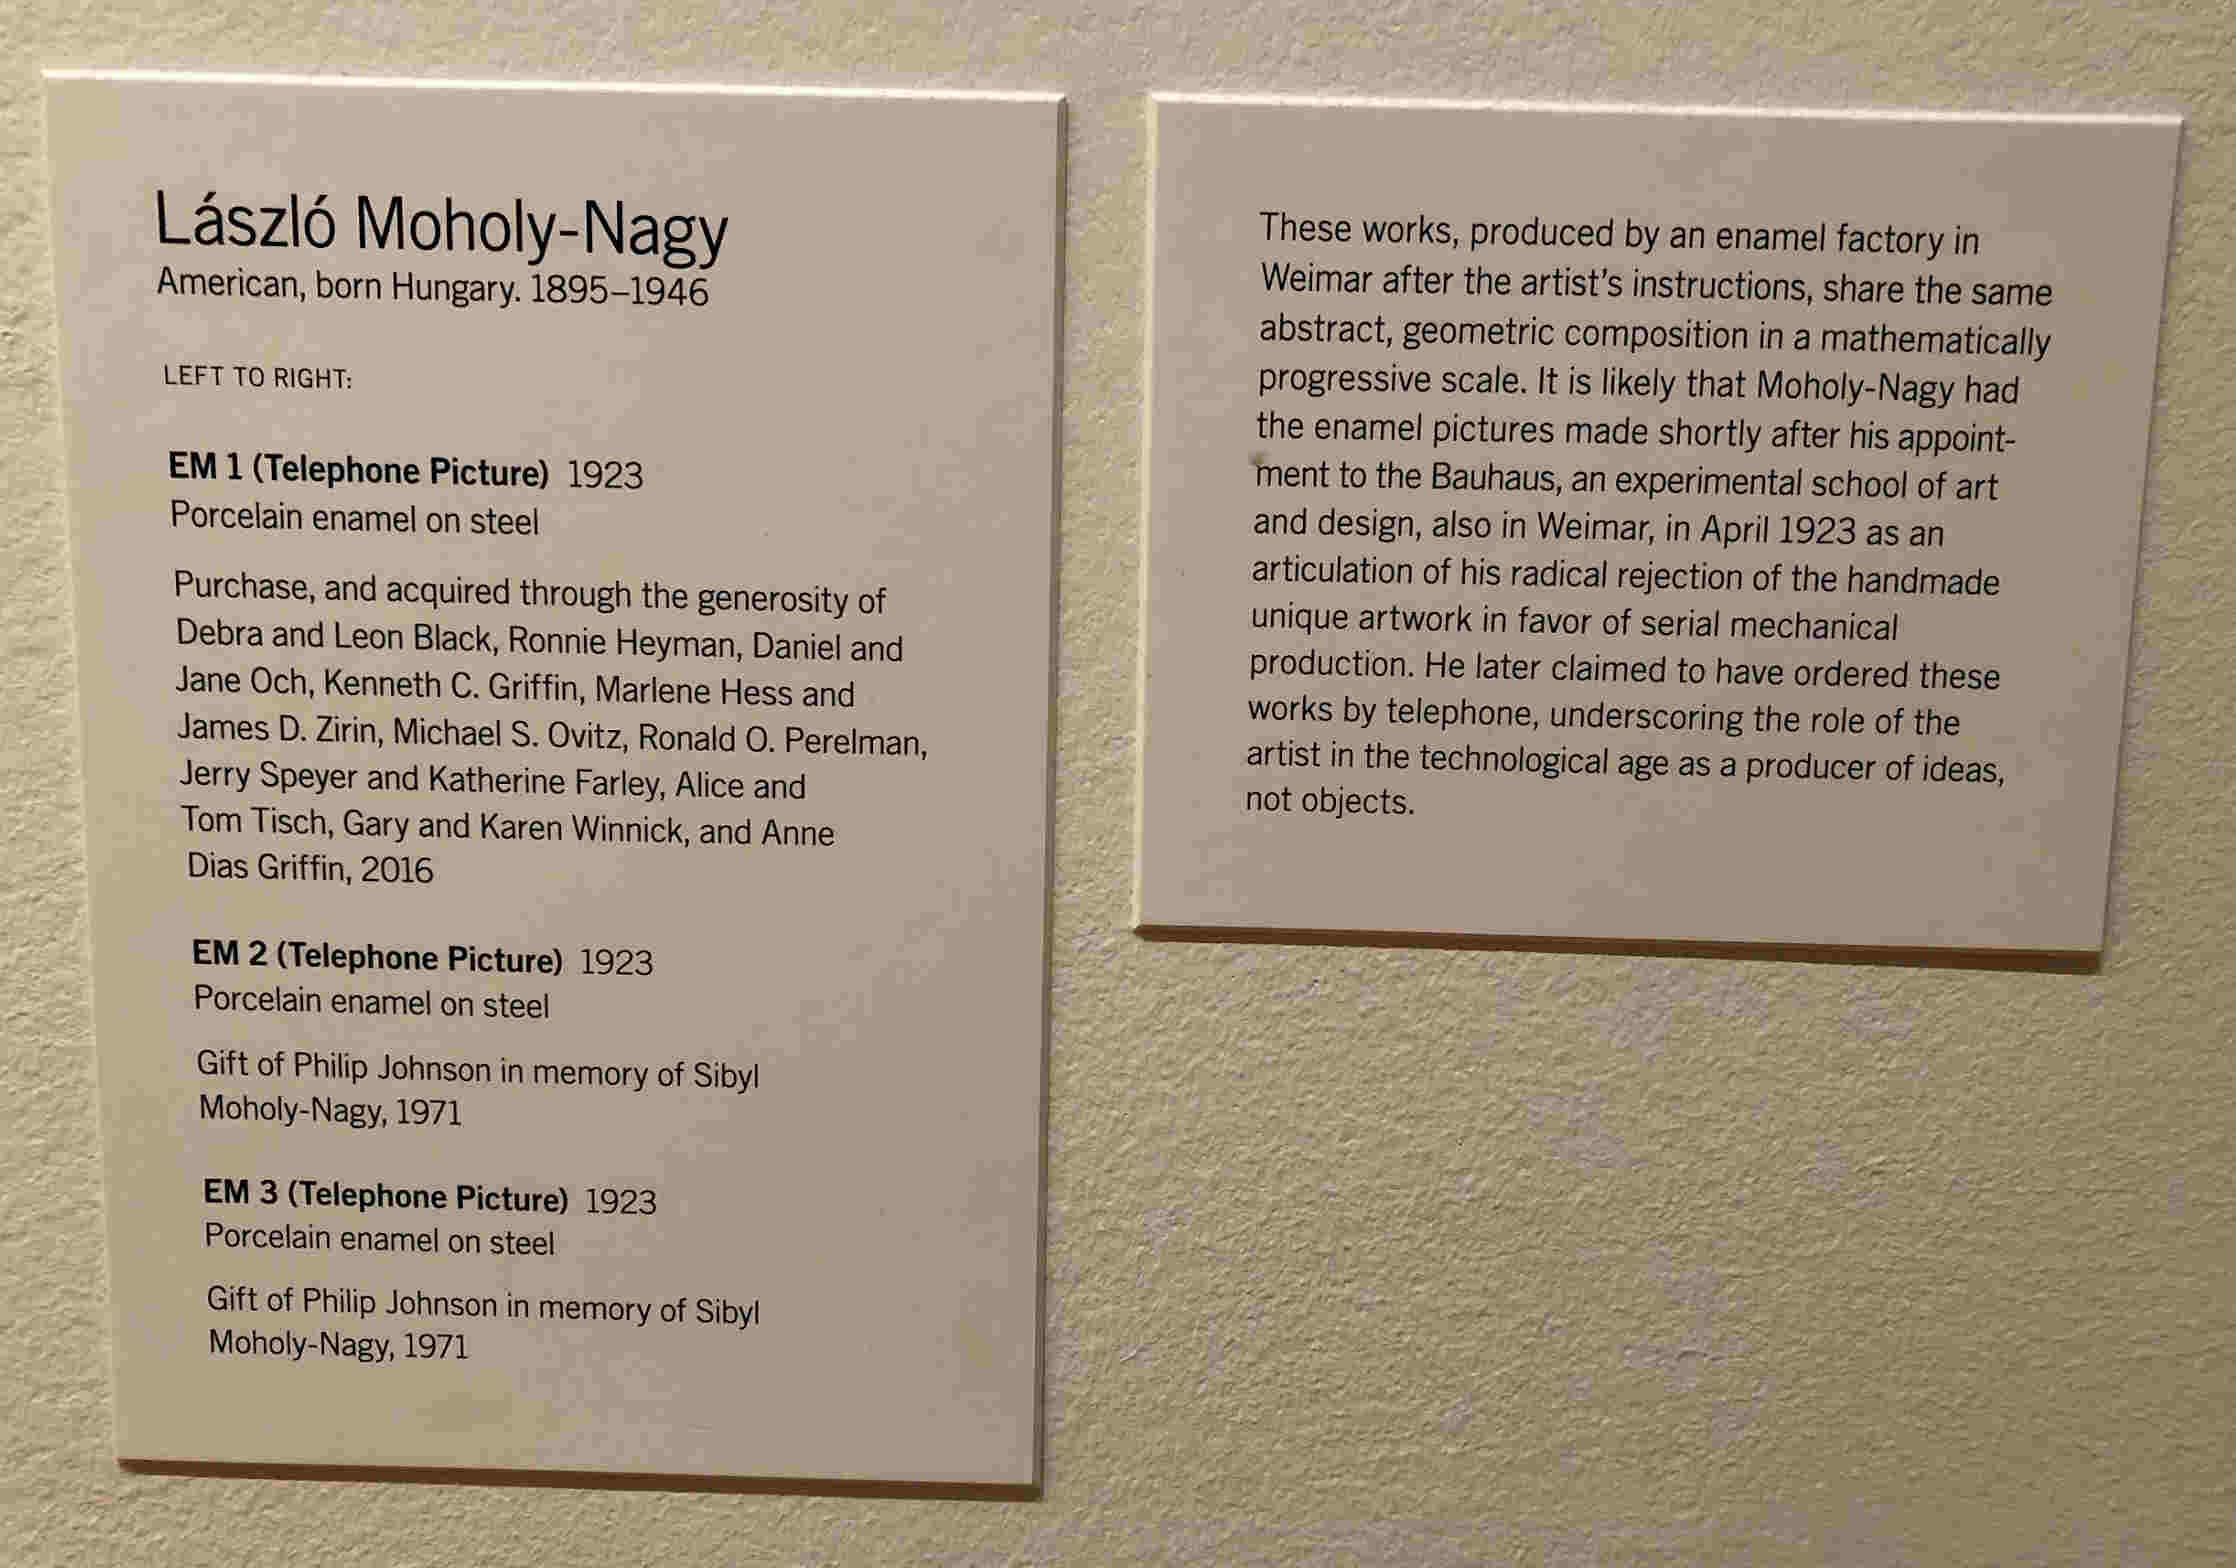 László Moholy-Nagy
American, born Hungary. 1895–1946
LEFT TO RIGHT:
EM 1 (Telephone Picture) 1923
Porcelain enamel on steel
Purchase, and acquired through the generosity of
Debra and Leon Black, Ronnie Heyman, Daniel and
Jane Och, Kenneth C. Griffin, Marlene Hess and
James D. Zirin, Michael S. Ovitz, Ronald O. Perelman,
Jerry Speyer and Katherine Farley, Alice and
Tom Tisch, Gary and Karen Winnick, and Anne
Dias Griffin, 2016
EM 2 (Telephone Picture) 1923
Porcelain enamel on steel
Gift of Philip Johnson in memory of Sibyl
Moholy-Nagy, 1971
EM 3 (Telephone Picture) 1923
Porcelain enamel on steel
Gift of Philip Johnson in memory of Sibyl
Moholy-Nagy, 1971
These works, produced by an enamel factory in
Weimar after the artist's instructions, share the same
abstract, geometric composition in a mathematically
progressive scale. It is likely that Moholy-Nagy had
the enamel pictures made shortly after his appoint-
ment to the Bauhaus, an experimental school of art
and design, also in Weimar, in April 1923 as an
articulation of his radical rejection of the handmade
unique artwork in favor of serial mechanical
production. He later claimed to have ordered these
works by telephone, underscoring the role of the
artist in the technological age as a producer of ideas,
not objects.